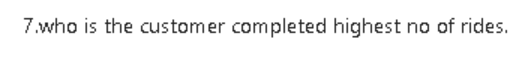 7.who is the customer completed highest no of rides.